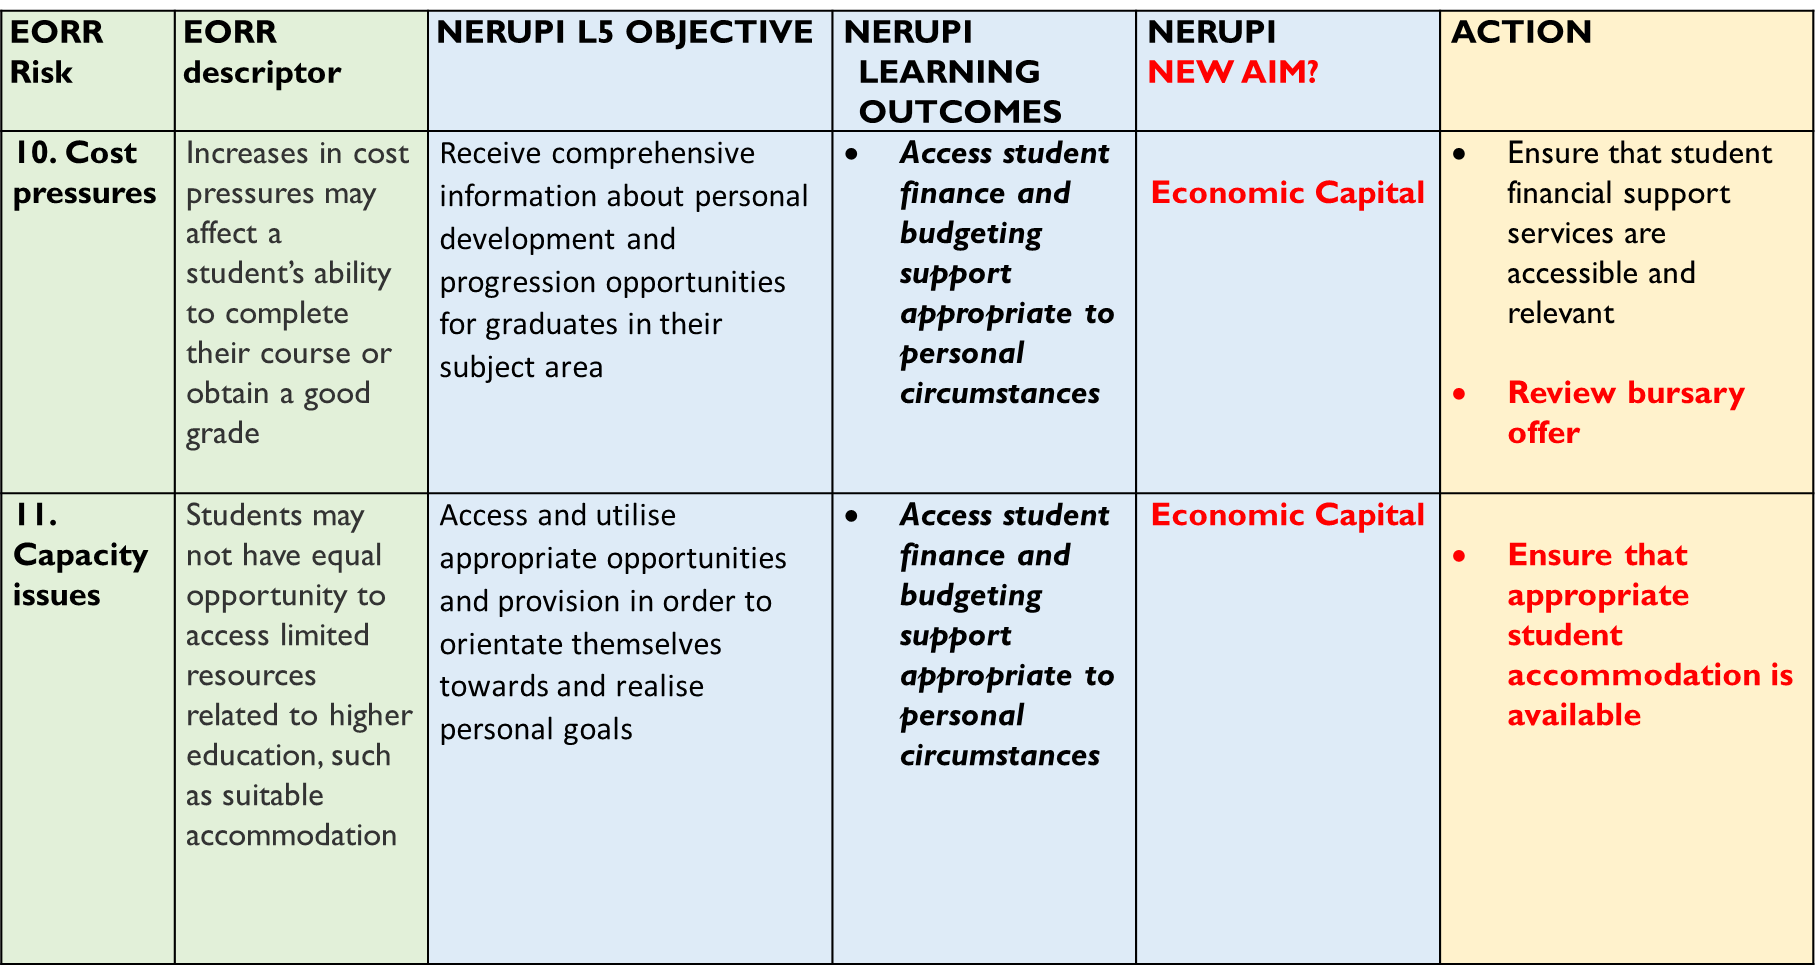 EORR
Risk
EORR
descriptor
NERUPI L5 OBJECTIVE
NERUPI
LEARNING
OUTCOMES
NERUPI
NEW AIM?
ACTION
10. Cost
pressures
Increases in cost
pressures may
affect a
student’s ability
to complete
their course or
obtain a good
grade
Receive comprehensive
information about personal
development and
progression opportunities
for graduates in their
subject area
• Access student
finance and
budgeting
support
appropriate to
personal
circumstances
Economic Capital
• Ensure that student
financial support
services are
accessible and
relevant
• Review bursary
offer
11.
Capacity
issues
Students may
not have equal
opportunity to
access limited
resources
related to higher
education, such
as suitable
accommodation
Access and utilise
appropriate opportunities
and provision in order to
orientate themselves
towards and realise
personal goals
• Access student
finance and
budgeting
support
appropriate to
personal
circumstances
Economic Capital
• Ensure that
appropriate
student
accommodation is
available